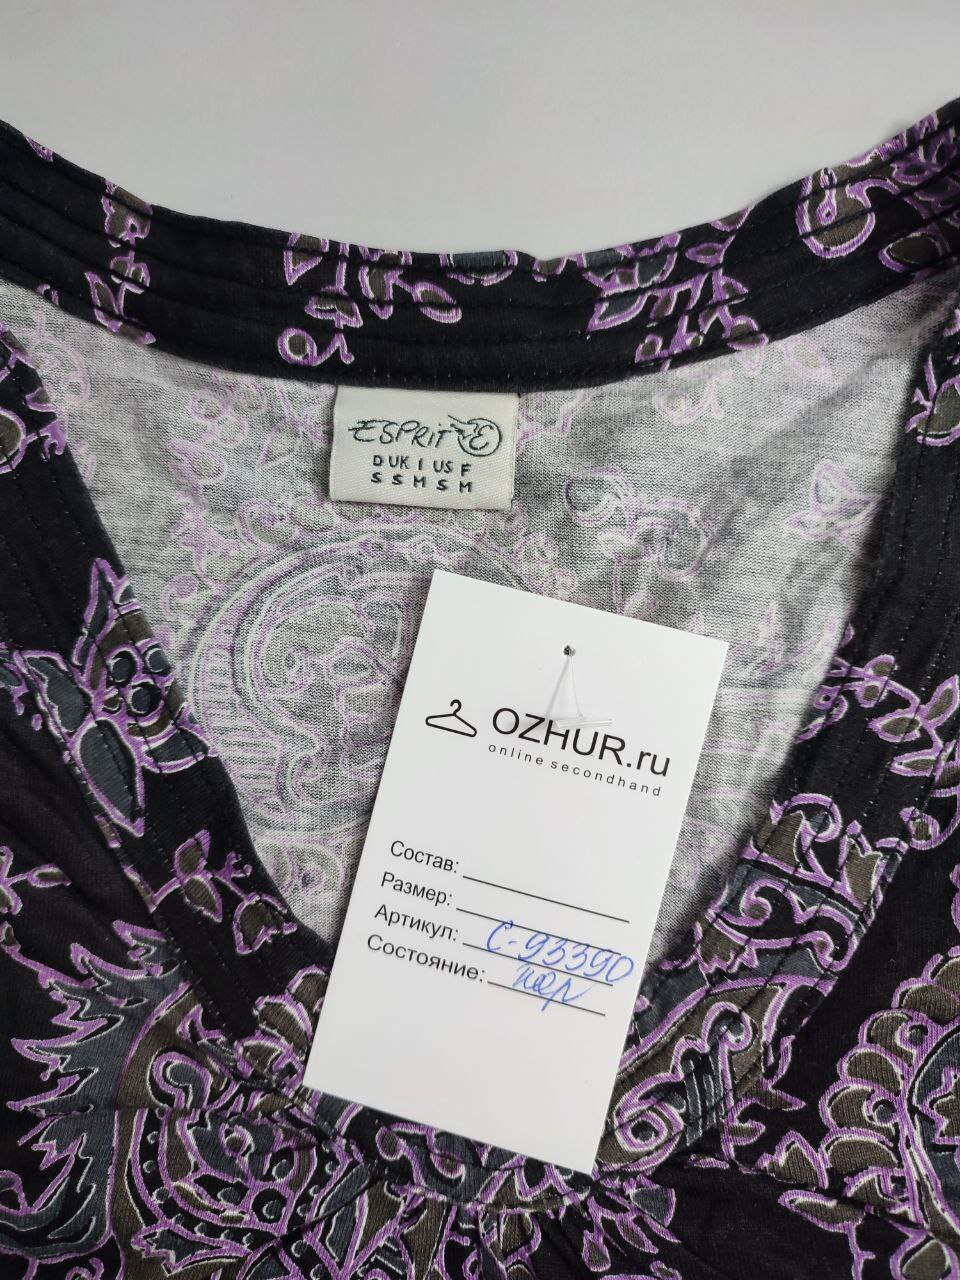 ESPRIT E
D UK I US F
S S M S M
OZHUR.ru
online secondhand
Состав:
Размер:
Артикул: С-93390
Состояние: хор